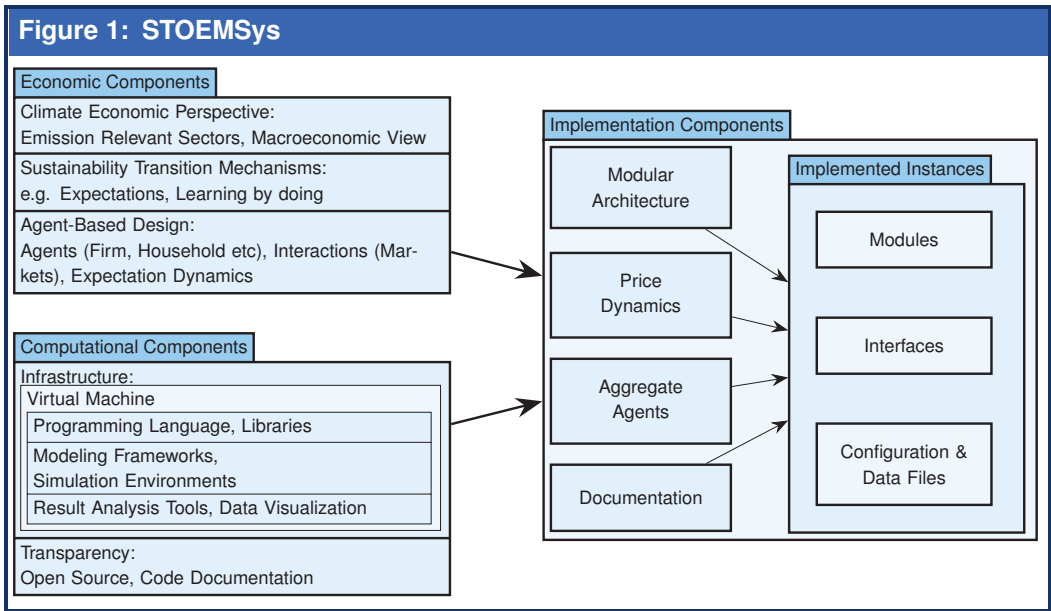 Figure 1: STOEMSys
Economic Components
Climate Economic Perspective:
Emission Relevant Sectors, Macroeconomic View
Sustainability Transition Mechanisms:
e.g. Expectations, Learning by doing
Agent-Based Design:
Agents (Firm, Household etc), Interactions (Mar-
kets), Expectation Dynamics
Computational Components
Infrastructure:
Virtual Machine
Programming Language, Libraries
Modeling Frameworks,
Simulation Environments
Result Analysis Tools, Data Visualization
Transparency:
Open Source, Code Documentation
Implementation Components
Modular
Architecture
Price
Dynamics
Aggregate
Agents
Documentation
Implemented Instances
Modules
Interfaces
Configuration &
Data Files